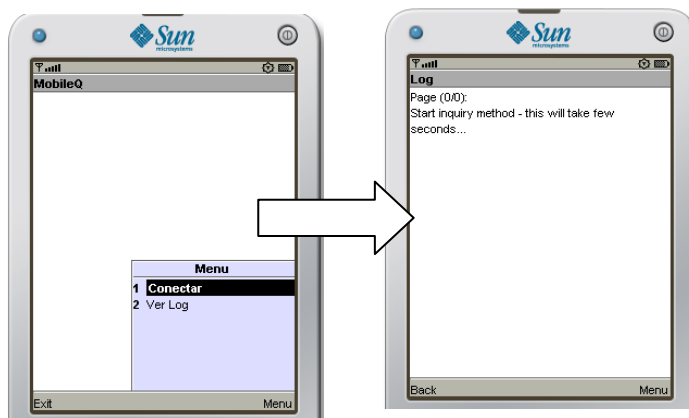 Sun
microsystems
MobileQ
Menu
1 Conectar
2 Ver Log
Exit
Menu
Sun
microsystems
Log
Page (0/0):
Start inquiry method - this will take few
seconds...
Back
Menu